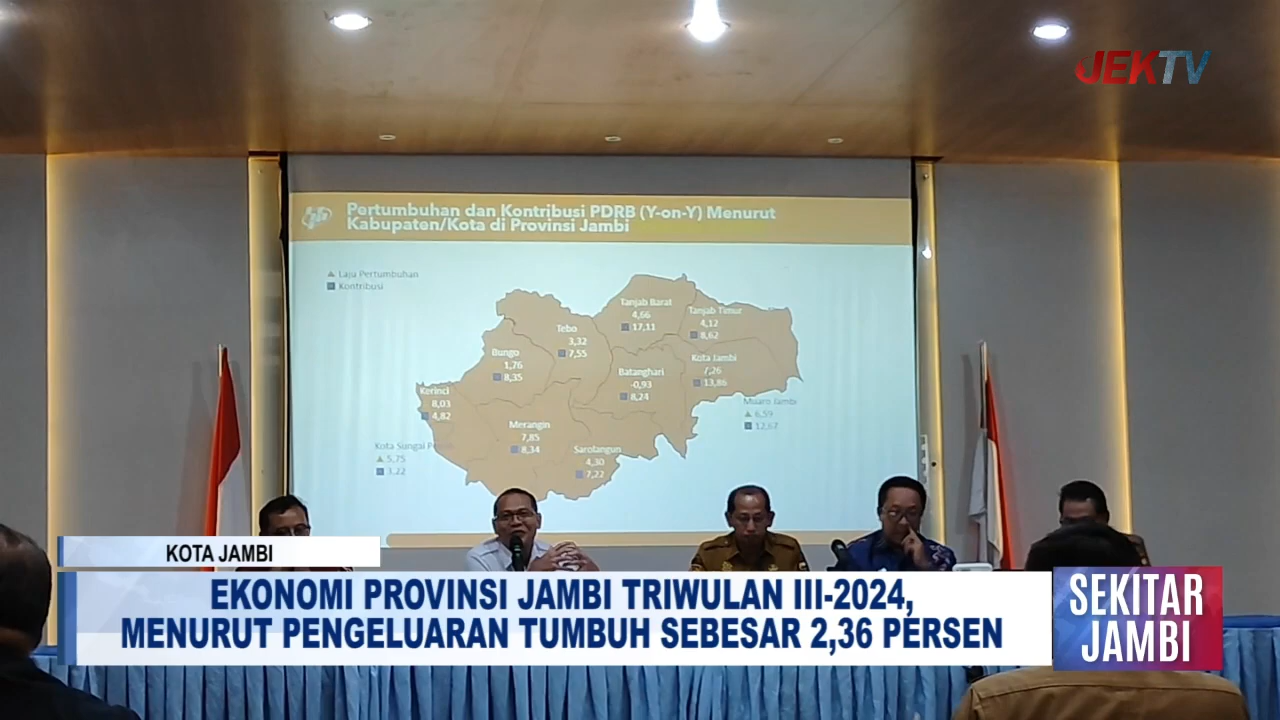 JEKTV
Pertumbuhan dan Kontribusi PDRB (Y-on-Y) Menurut
Kabupaten/Kota di Provinsi Jambi
Laju Pertumbuhan
Kontribusi
Tanjab Barat
4,66
17,11
Tanjab Timur
4,12
8,62
Tebo
3,32
7,55
Bungo
1,76
8,35
Kota Jambi
7,26
13,86
Batanghari
-0,93
8,24
Kerinci
8,03
4,82
Muaro Jambi
6,59
12,67
Merangin
7,85
8,34
Kota Sungai
5,75
3,22
Sarolangun
4,30
7,22
KOTA JAMBI
EKONOMI PROVINSI JAMBI TRIWULAN III-2024,
MENURUT PENGELUARAN TUMBUH SEBESAR 2,36 PERSEN
SEKITAR
JAMBI